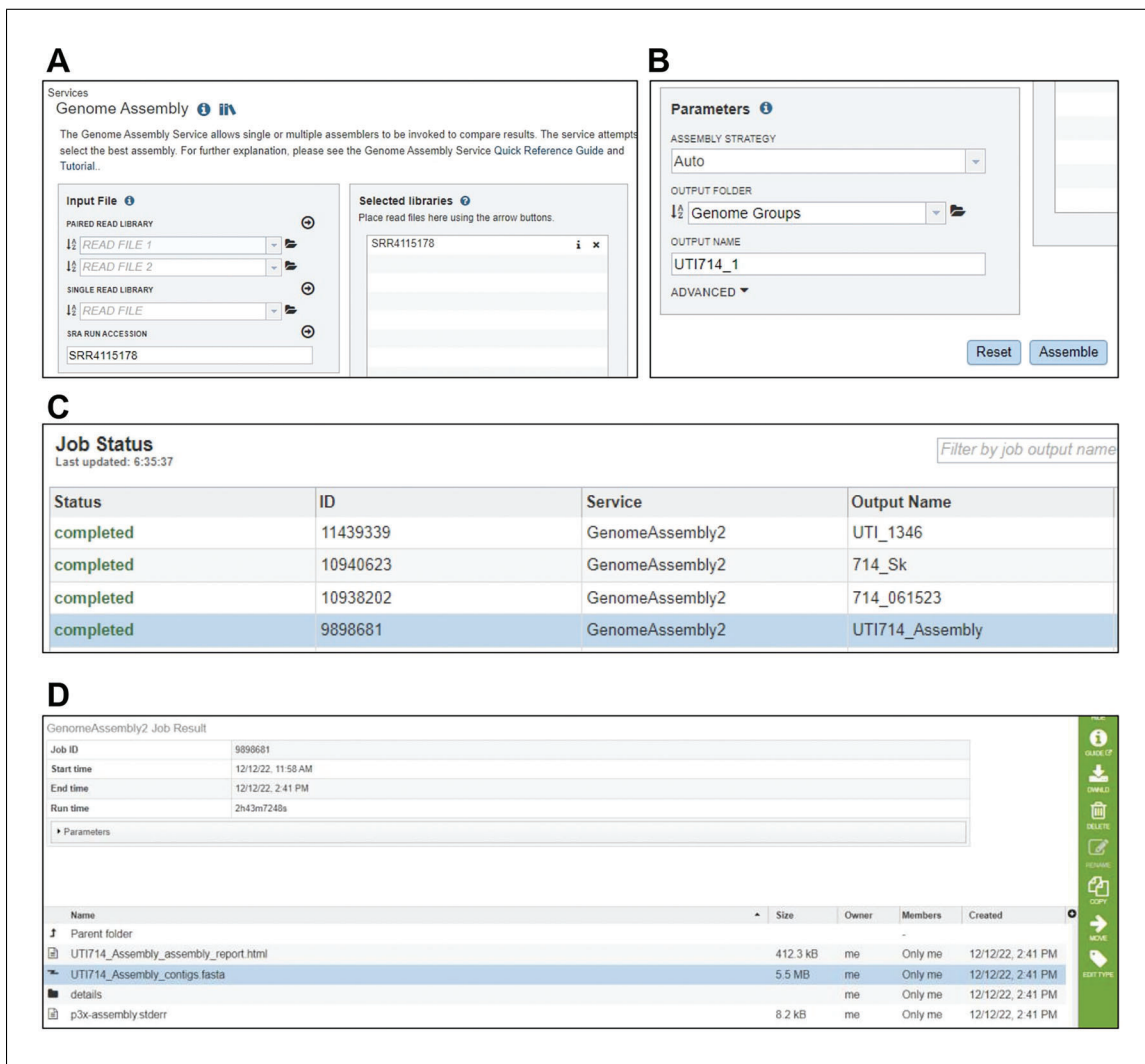 A
Services
Genome Assembly
The Genome Assembly Service allows single or multiple assemblers to be invoked to compare results. The service attempts
select the best assembly. For further explanation, please see the Genome Assembly Service Quick Reference Guide and
Tutorial..
Input File
PAIRED READ LIBRARY
READ FILE 1
READ FILE 2
SINGLE READ LIBRARY
READ FILE
SRA RUN ACCESSION
SRR4115178
Selected libraries
Place read files here using the arrow buttons.
SRR4115178
B
Parameters
ASSEMBLY STRATEGY
Auto
OUTPUT FOLDER
Genome Groups
OUTPUT NAME
UTI714_1
ADVANCED
Reset Assemble
C
Job Status
Last updated: 6:35:37
Filter by job output name
Status ID Service Output Name
completed 11439339 GenomeAssembly2 UTI_1346
completed 10940623 GenomeAssembly2 714_Sk
completed 10938202 GenomeAssembly2 714_061523
completed 9898681 GenomeAssembly2 UTI714_Assembly
D
GenomeAssembly2 Job Result
Job ID 9898681
Start time 12/12/22, 11:58 AM
End time 12/12/22, 2:41 PM
Run time 2h43m7248s
Parameters
Name Size Owner Members Created
Parent folder -
UTI714_Assembly_assembly_report.html 412.3 kB me Only me 12/12/22, 2:41 PM
UTI714_Assembly_contigs.fasta 5.5 MB me Only me 12/12/22, 2:41 PM
details me Only me 12/12/22, 2:41 PM
p3x-assembly.stderr 8.2 kB me Only me 12/12/22, 2:41 PM
GUIDE
DWNLD
DELETE
RENAME
COPY
MOVE
EDIT TYPE